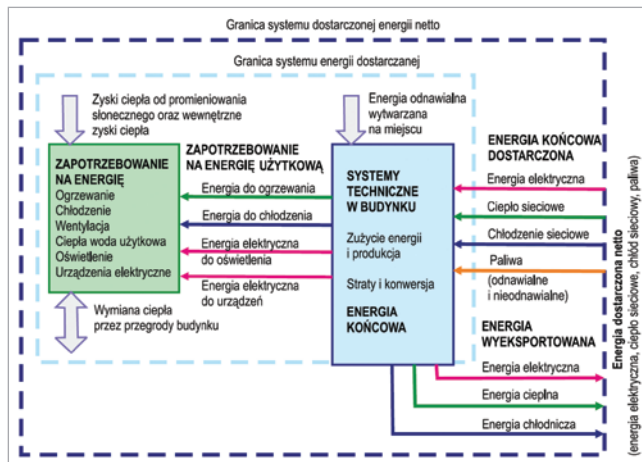 Granica systemu dostarczonej energii netto
Granica systemu energii dostarczanej
Zyski ciepła od promieniowania
słonecznego oraz wewnętrzne
zyski ciepła
Energia odnawialna
wytwarzana
na miejscu
ZAPOTRZEBOWANIE
NA ENERGIĘ
Ogrzewanie
Chłodzenie
Wentylacja
Ciepła woda użytkowa
Oświetlenie
Urządzenia elektryczne
ZAPOTRZEBOWANIE
NA ENERGIĘ UŻYTKOWĄ
Energia do ogrzewania
Energia do chłodzenia
Energia elektryczna
do oświetlenia
Energia elektryczna
do urządzeń
SYSTEMY
TECHNICZNE
W BUDYNKU
Zużycie energii
i produkcja
Straty i konwersja
ENERGIA
KOŃCOWA
ENERGIA KOŃCOWA
DOSTARCZONA
Energia elektryczna
Ciepło sieciowe
Chłodzenie sieciowe
Paliwa
(odnawialne
i nieodnawialne)
Wymiana ciepła
przez przegrody budynku
ENERGIA
WYEKSPORTOWANA
Energia elektryczna
Energia cieplna
Energia chłodnicza
Energia dostarczona netto
(energia elektryczna, ciepło sieciowe, chłód sieciowy, paliwa)